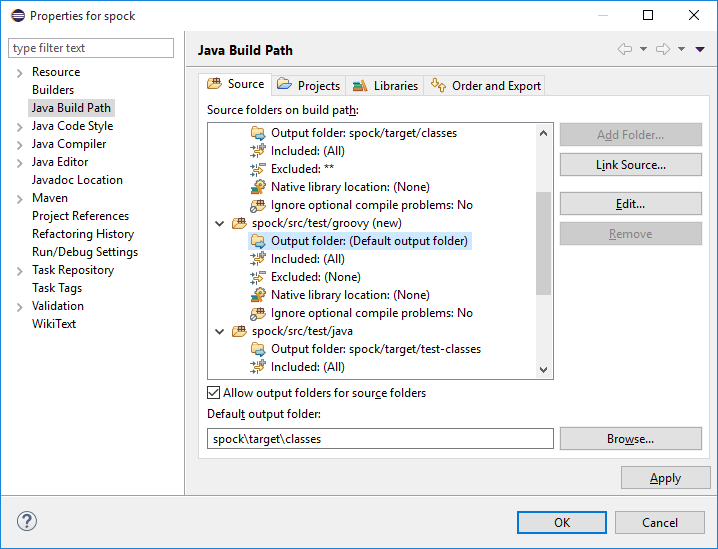 Properties for spock
type filter text
Resource
Builders
Java Build Path
Java Code Style
Java Compiler
Java Editor
Javadoc Location
Maven
Project References
Refactoring History
Run/Debug Settings
Task Repository
Task Tags
Validation
WikiText
Java Build Path
Source
Projects
Libraries
Order and Export
Source folders on build path:
Output folder: spock/target/classes
Included: (All)
Excluded: **
Native library location: (None)
Ignore optional compile problems: No
spock/src/test/groovy (new)
Output folder: (Default output folder)
Included: (All)
Excluded: (None)
Native library location: (None)
Ignore optional compile problems: No
spock/src/test/java
Output folder: spock/target/test-classes
Included: (All)
Add Folder...
Link Source...
Edit...
Remove
Allow output folders for source folders
Default output folder:
spock\target\classes
Browse...
Apply
?
OK
Cancel